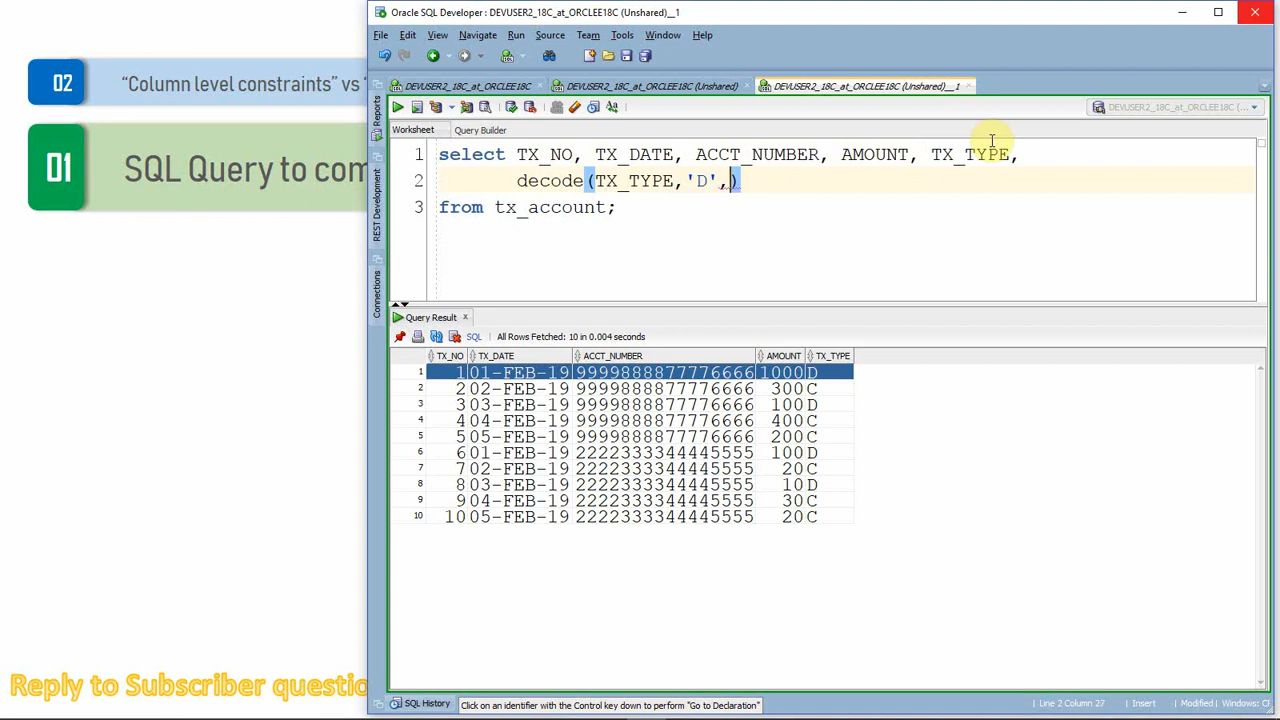 02
“Column level constraints” vs “
01
SQL Query to com
Reply to Subscriber questio
Oracle SQL Developer : DEVUSER2_18C_at_ORCLEE18C (Unshared)__1
File Edit View Navigate Run Source Team Tools Window Help
DEVUSER2_18C_at_ORCLEE18C DEVUSER2_18C_at_ORCLEE18C (Unshared) DEVUSER2_18C_at_ORCLEE18C (Unshared)__1
DEVUSER2_18C_at_ORCLEE18C (...
Reports
REST Development
Connections
Worksheet Query Builder
1 select TX_NO, TX_DATE, ACCT_NUMBER, AMOUNT, TX_TYPE,
2 decode(TX_TYPE,'D',)
3 from tx_account;
Query Result
SQL All Rows Fetched: 10 in 0.004 seconds
TX_NO TX_DATE ACCT_NUMBER AMOUNT TX_TYPE
1 1 01-FEB-19 9999888877776666 1000 D
2 2 02-FEB-19 9999888877776666 300 C
3 3 03-FEB-19 9999888877776666 100 D
4 4 04-FEB-19 9999888877776666 400 C
5 5 05-FEB-19 9999888877776666 200 C
6 6 01-FEB-19 2222333344445555 100 D
7 7 02-FEB-19 2222333344445555 20 C
8 8 03-FEB-19 2222333344445555 10 D
9 9 04-FEB-19 2222333344445555 30 C
10 10 05-FEB-19 2222333344445555 20 C
SQL History Click on an identifier with the Control key down to perform "Go to Declaration" Line 2 Column 27 Insert Modified Windows: C